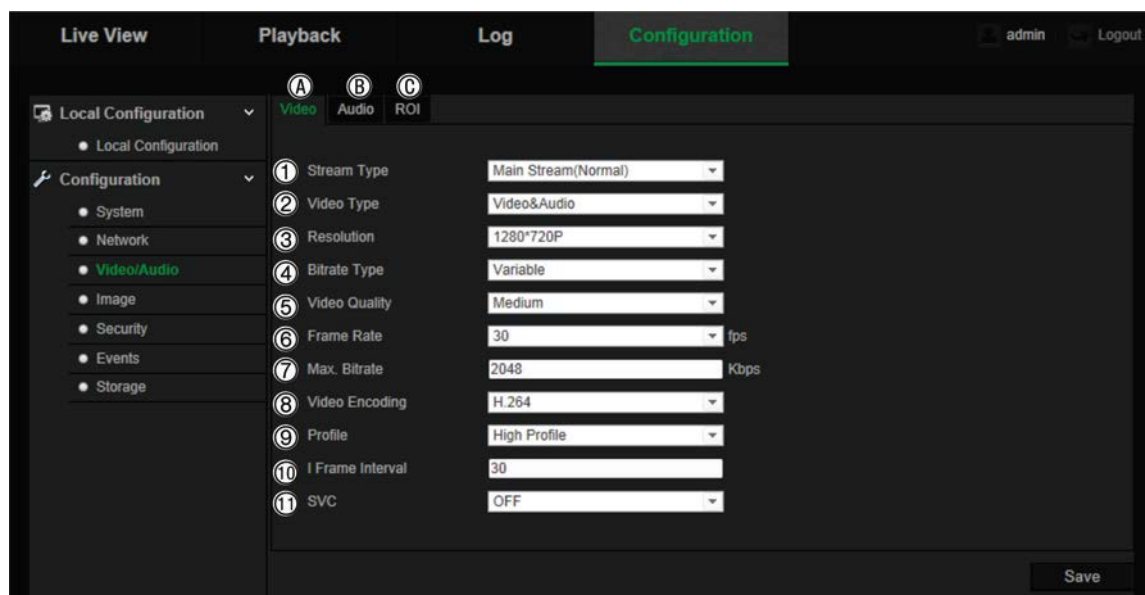 Live View Playback Log Configuration admin Logout
Ⓐ Ⓑ Ⓒ
Video Audio ROI
Local Configuration
Local Configuration
Configuration
System
Network
Video/Audio
Image
Security
Events
Storage
① Stream Type Main Stream(Normal)
② Video Type Video&Audio
③ Resolution 1280*720P
④ Bitrate Type Variable
⑤ Video Quality Medium
⑥ Frame Rate 30 fps
⑦ Max. Bitrate 2048 Kbps
⑧ Video Encoding H.264
⑨ Profile High Profile
⑩ I Frame Interval 30
⑪ SVC OFF
Save